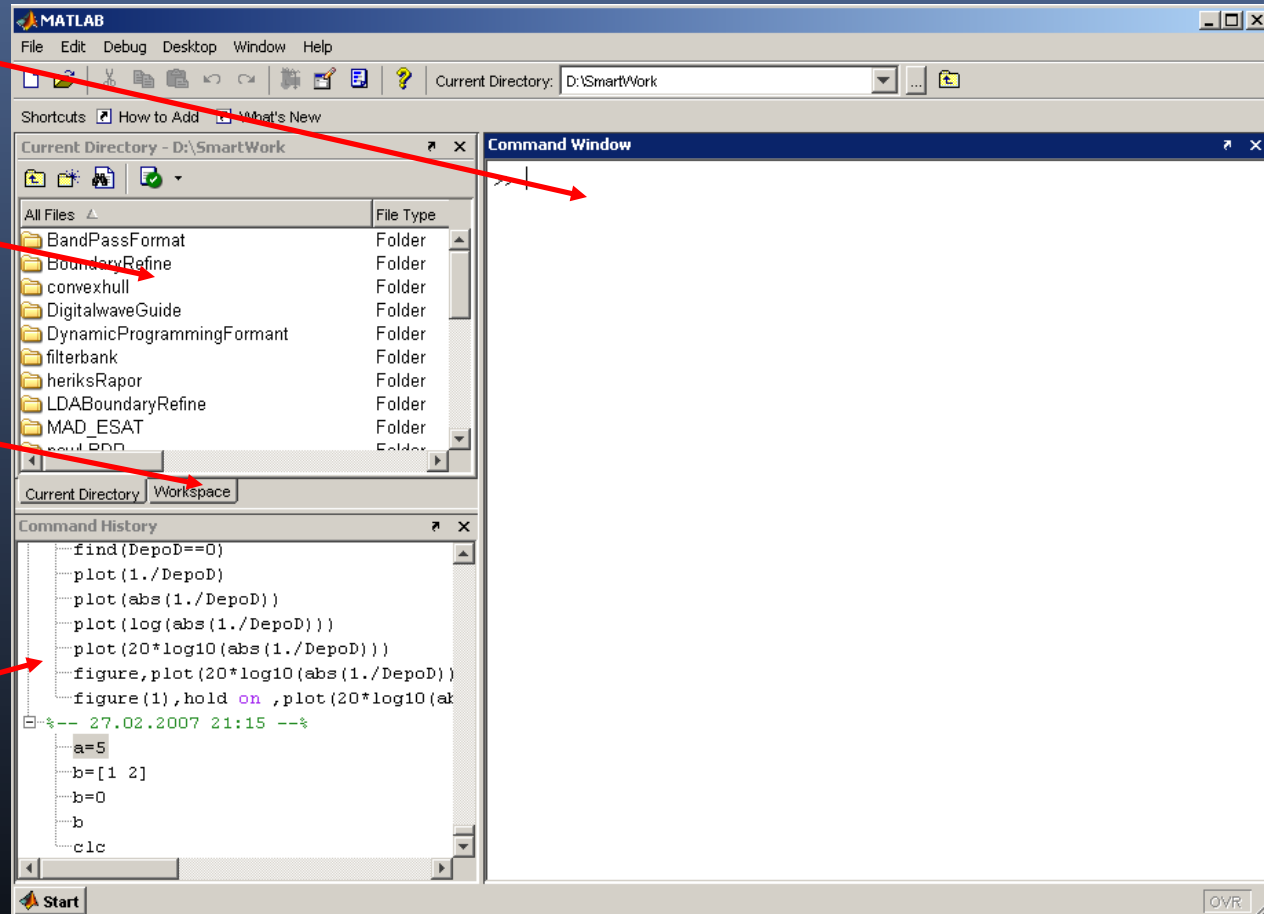 MATLAB
File Edit Debug Desktop Window Help
Current Directory: D:\SmartWork
Shortcuts How to Add What's New
Current Directory - D:\SmartWork
All Files File Type
BandPassFormat Folder
BoundaryRefine Folder
convexhull Folder
DigitalwaveGuide Folder
DynamicProgrammingFormant Folder
filterbank Folder
heriksRapor Folder
LDABoundaryRefine Folder
MAD_ESAT Folder
Folder
Current Directory Workspace
Command History
find(DepoD==0)
plot(1./DepoD)
plot(abs(1./DepoD))
plot(log(abs(1./DepoD)))
plot(20*log10(abs(1./DepoD)))
figure,plot(20*log10(abs(1./DepoD))
figure(1),hold on ,plot(20*log10(ab
%-- 27.02.2007 21:15 --%
a=5
b=[1 2]
b=0
b
clc
Command Window
>>
Start
OVR